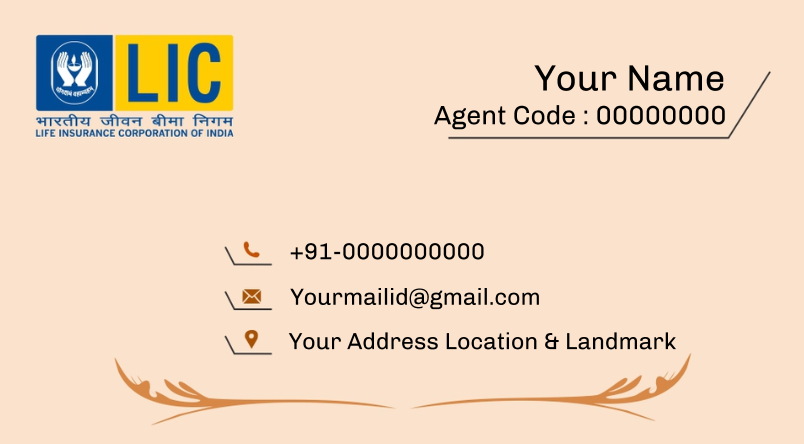 LIC
भारतीय जीवन बीमा निगम
LIFE INSURANCE CORPORATION OF INDIA
Your Name
Agent Code : 00000000
+91-0000000000
Yourmailid@gmail.com
Your Address Location & Landmark